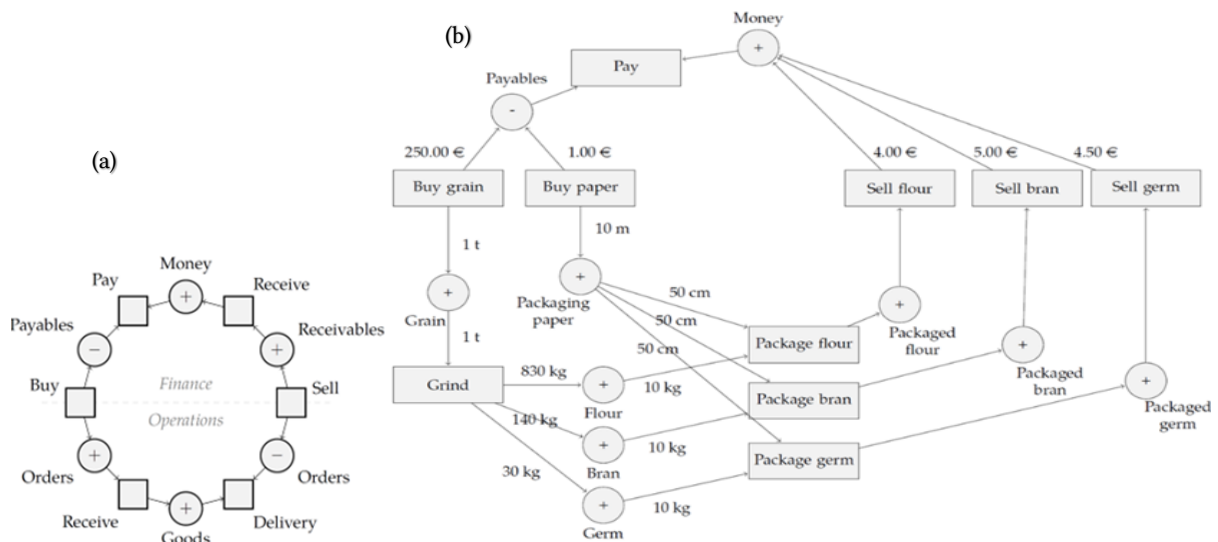 (a)
Money
Pay
Receive
+
Payables
Receivables
−
+
Finance
Buy
Sell
Operations
+
−
Orders
Orders
Receive
+
Delivery
Goods
(b)
Money
+
Pay
Payables
-
250.00 €
1.00 €
4.00 €
5.00 €
4.50 €
Buy grain
Buy paper
Sell flour
Sell bran
Sell germ
1 t
10 m
+
Grain
+
Packaging
paper
50 cm
50 cm
50 cm
+
Packaged
flour
1 t
Package flour
+
Packaged
bran
Grind
830 kg
+
Flour
10 kg
Package bran
+
Packaged
germ
140 kg
+
Bran
10 kg
Package germ
30 kg
+
Germ
10 kg